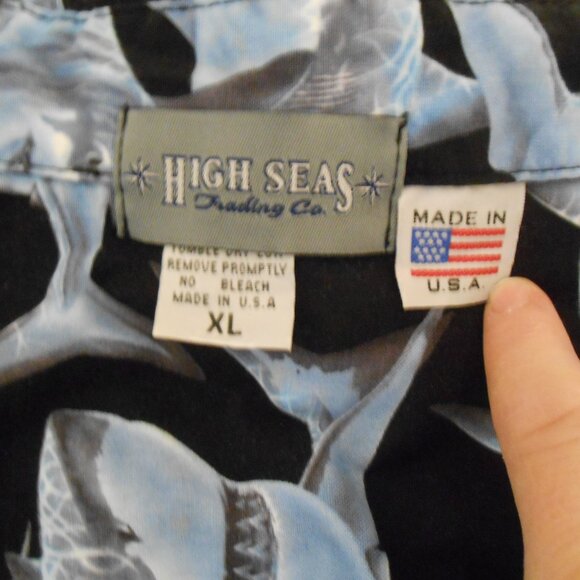 HIGH SEAS
Trading Co.
TUMBLE DRY LOW
REMOVE PROMPTLY
NO BLEACH
MADE IN U.S.A
XL
MADE IN
U.S.A.